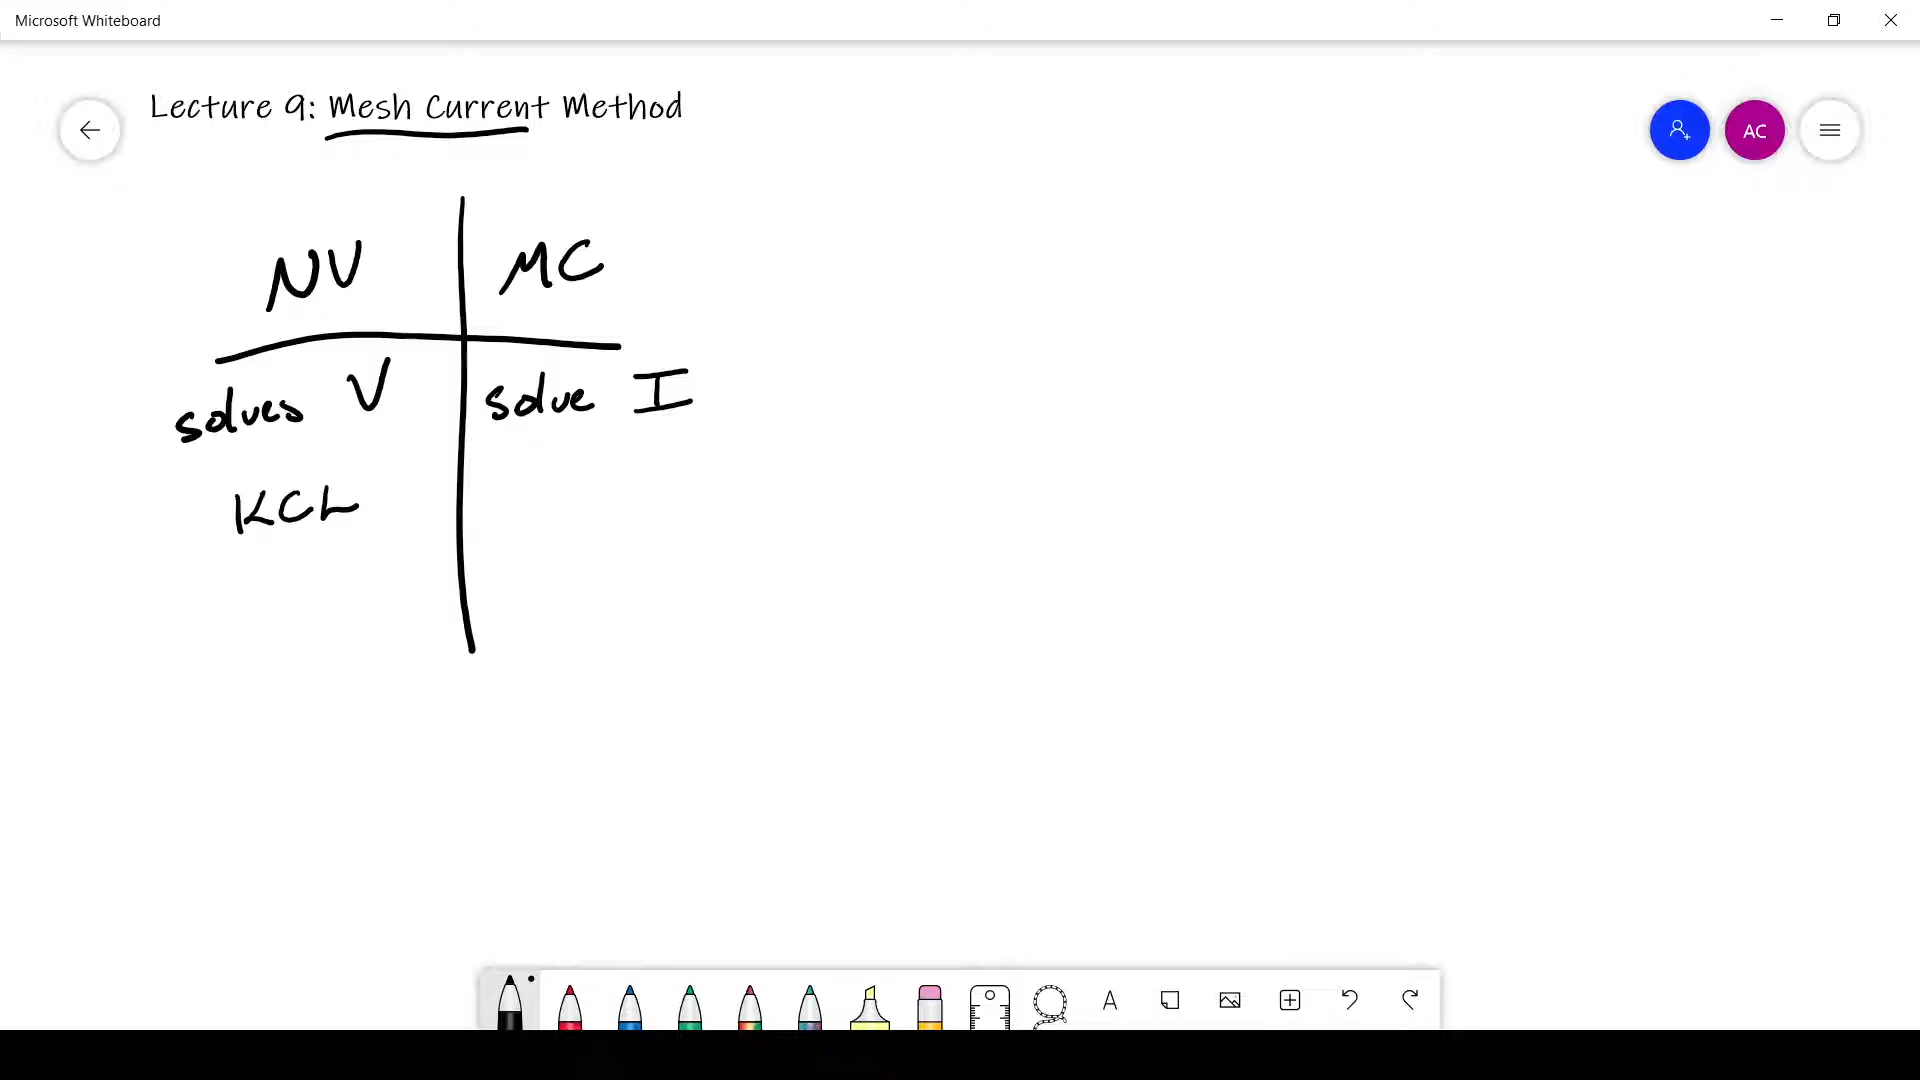 Microsoft Whiteboard
Lecture 9: Mesh Current Method
AC
NV MC
solves V solve I
KCL
A